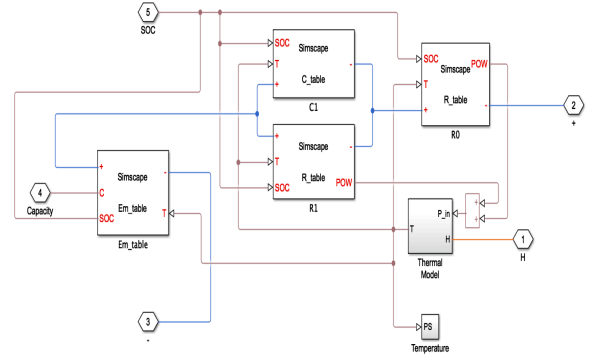 5
SOC
SOC
Simscape
T
C_table
-
+
C1
SOC
Simscape
POW
T
R_table
+
-
R0
2
+
+
Simscape
-
T
R_table
SOC
POW
R1
+
Simscape
-
C
Em_table
SOC
T
Em_table
4
Capacity
P_in
T
H
Thermal
Model
+
+
1
H
3
-
PS
Temperature